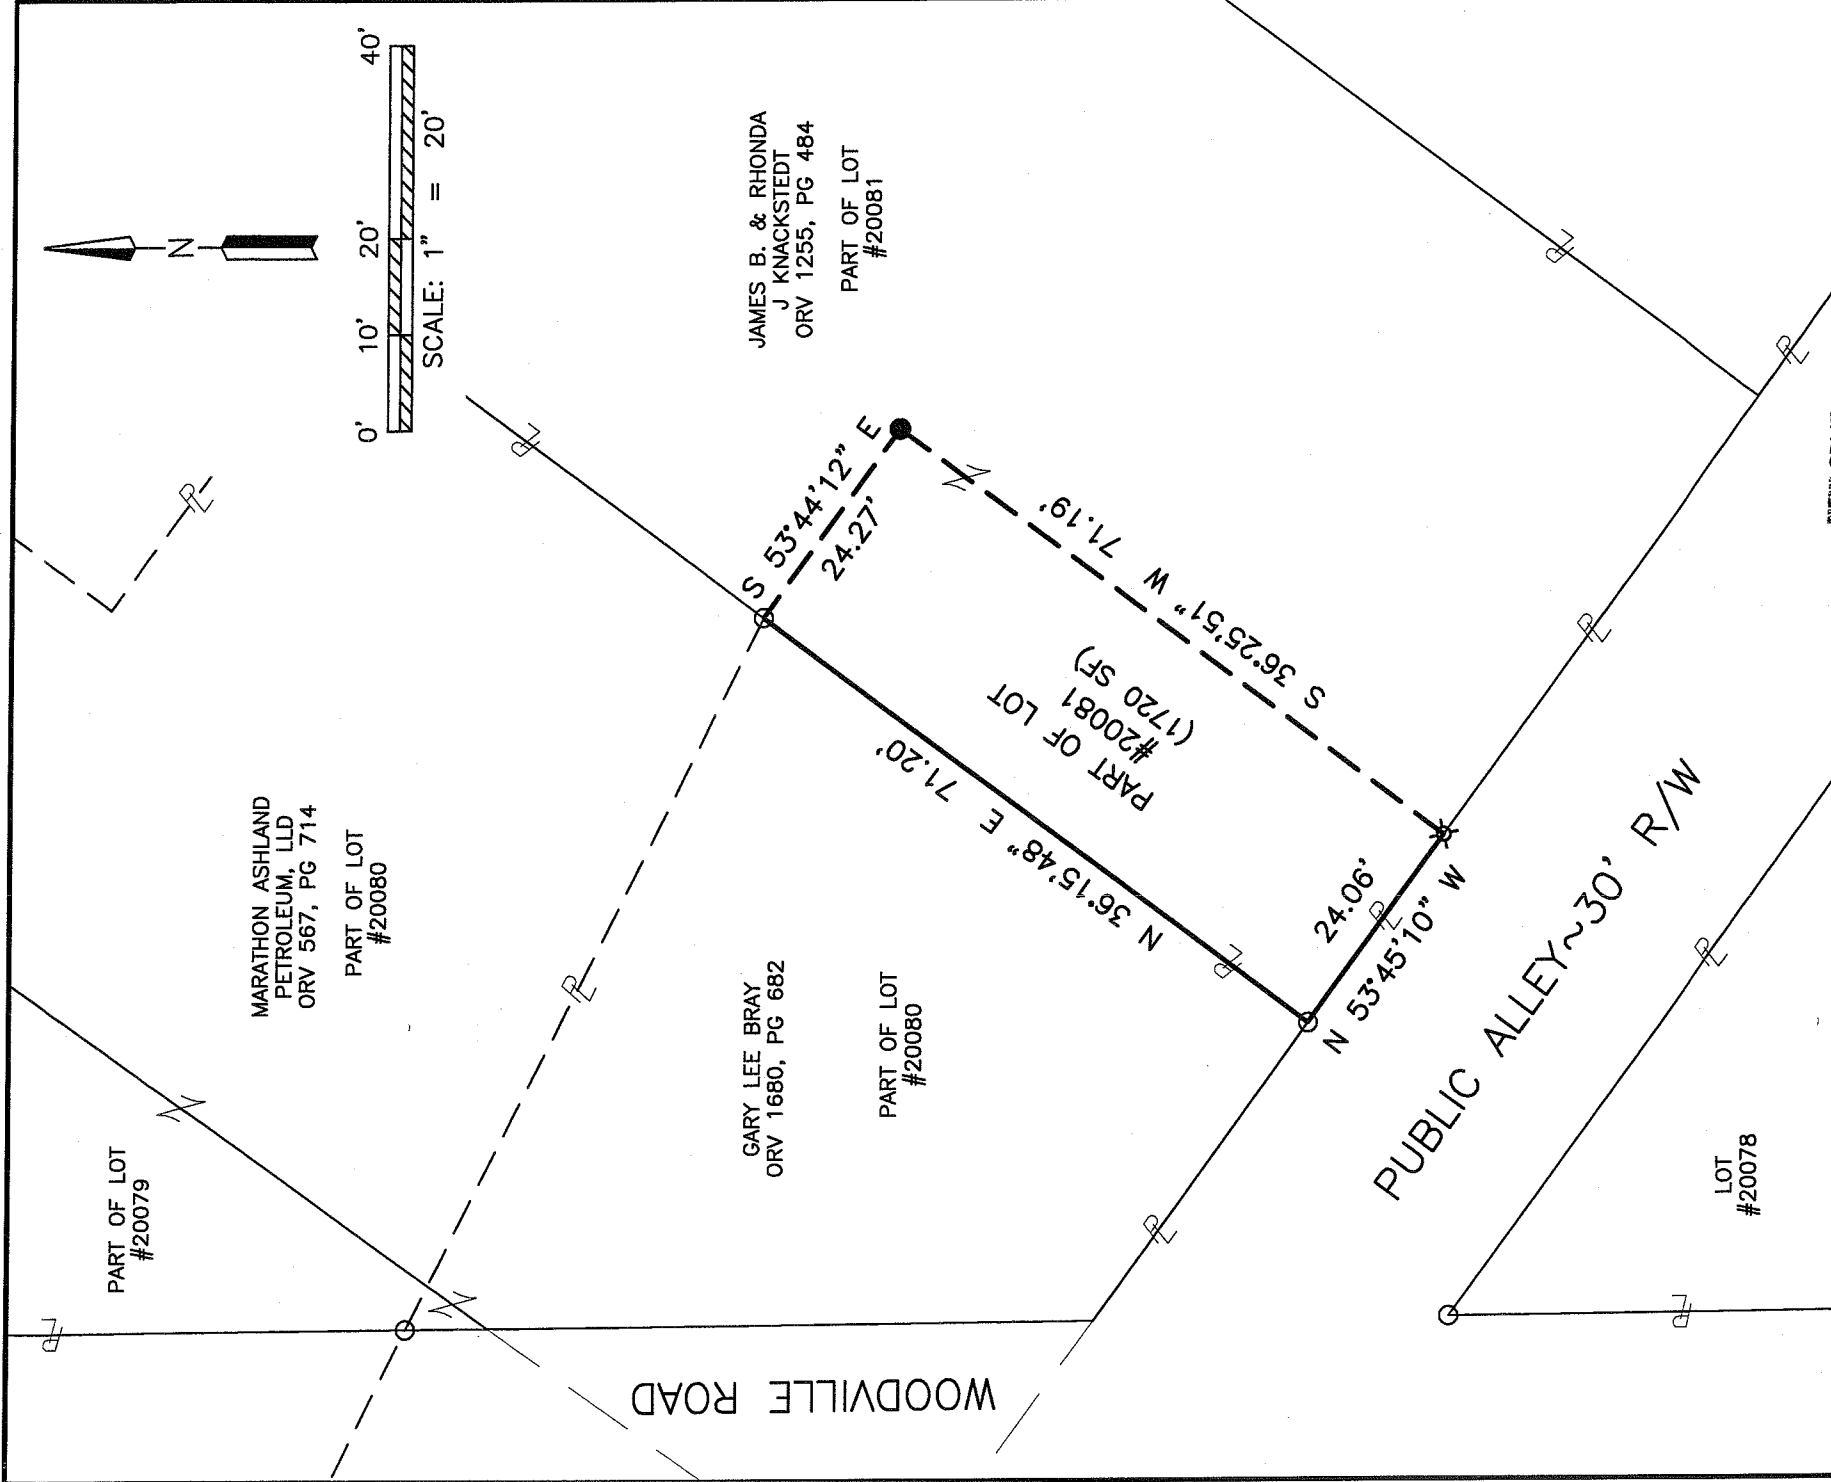 N
0' 10' 20' 40'
SCALE: 1" = 20'
JAMES B. & RHONDA
J KNACKSTEDT
ORV 1255, PG 484
PART OF LOT
#20081
MARATHON ASHLAND
PETROLEUM, LLD
ORV 567, PG 714
PART OF LOT
#20080
PART OF LOT
#20079
GARY LEE BRAY
ORV 1680, PG 682
PART OF LOT
#20080
S 53°44'12" E
24.27'
S 36°25'51" W 71.19'
N 36°15'48" E 71.20'
PART OF LOT
#20081
(1720 SF)
24.06'
N 53°45'10" W
PUBLIC ALLEY~30' R/W
WOODVILLE ROAD
LOT
#20078